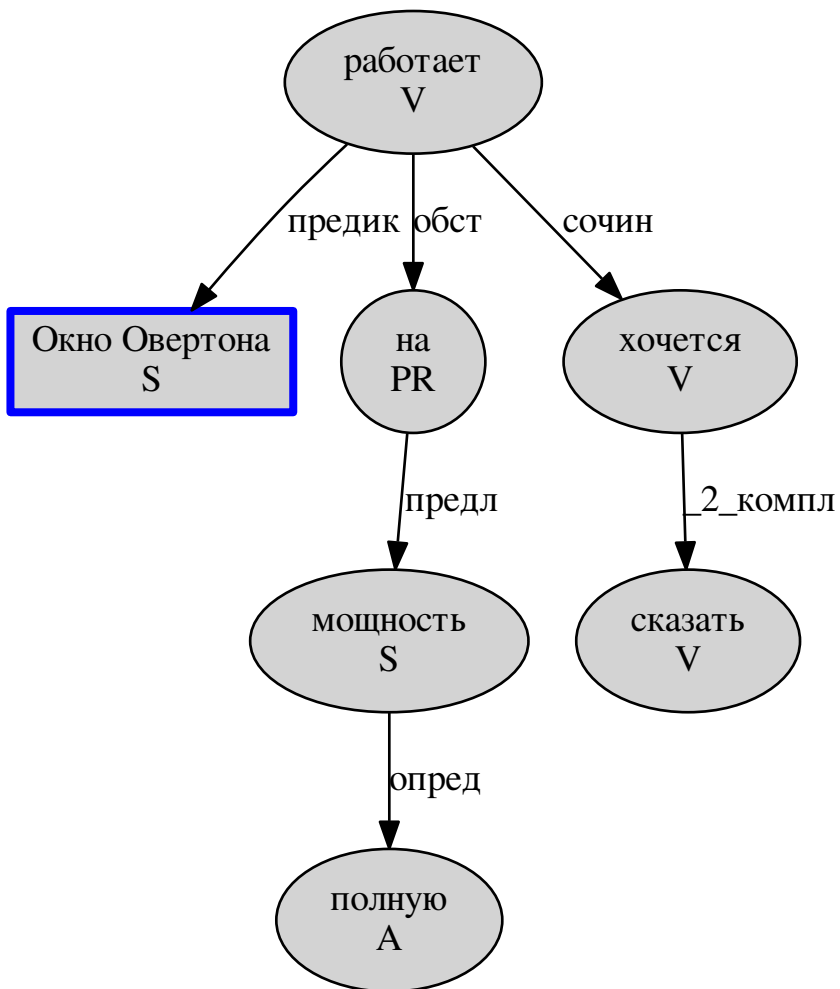 работает
V
предик
обст
сочин
Окно Овертона
S
на
PR
хочется
V
предл
_2_компл
мощность
S
сказать
V
опред
полную
A